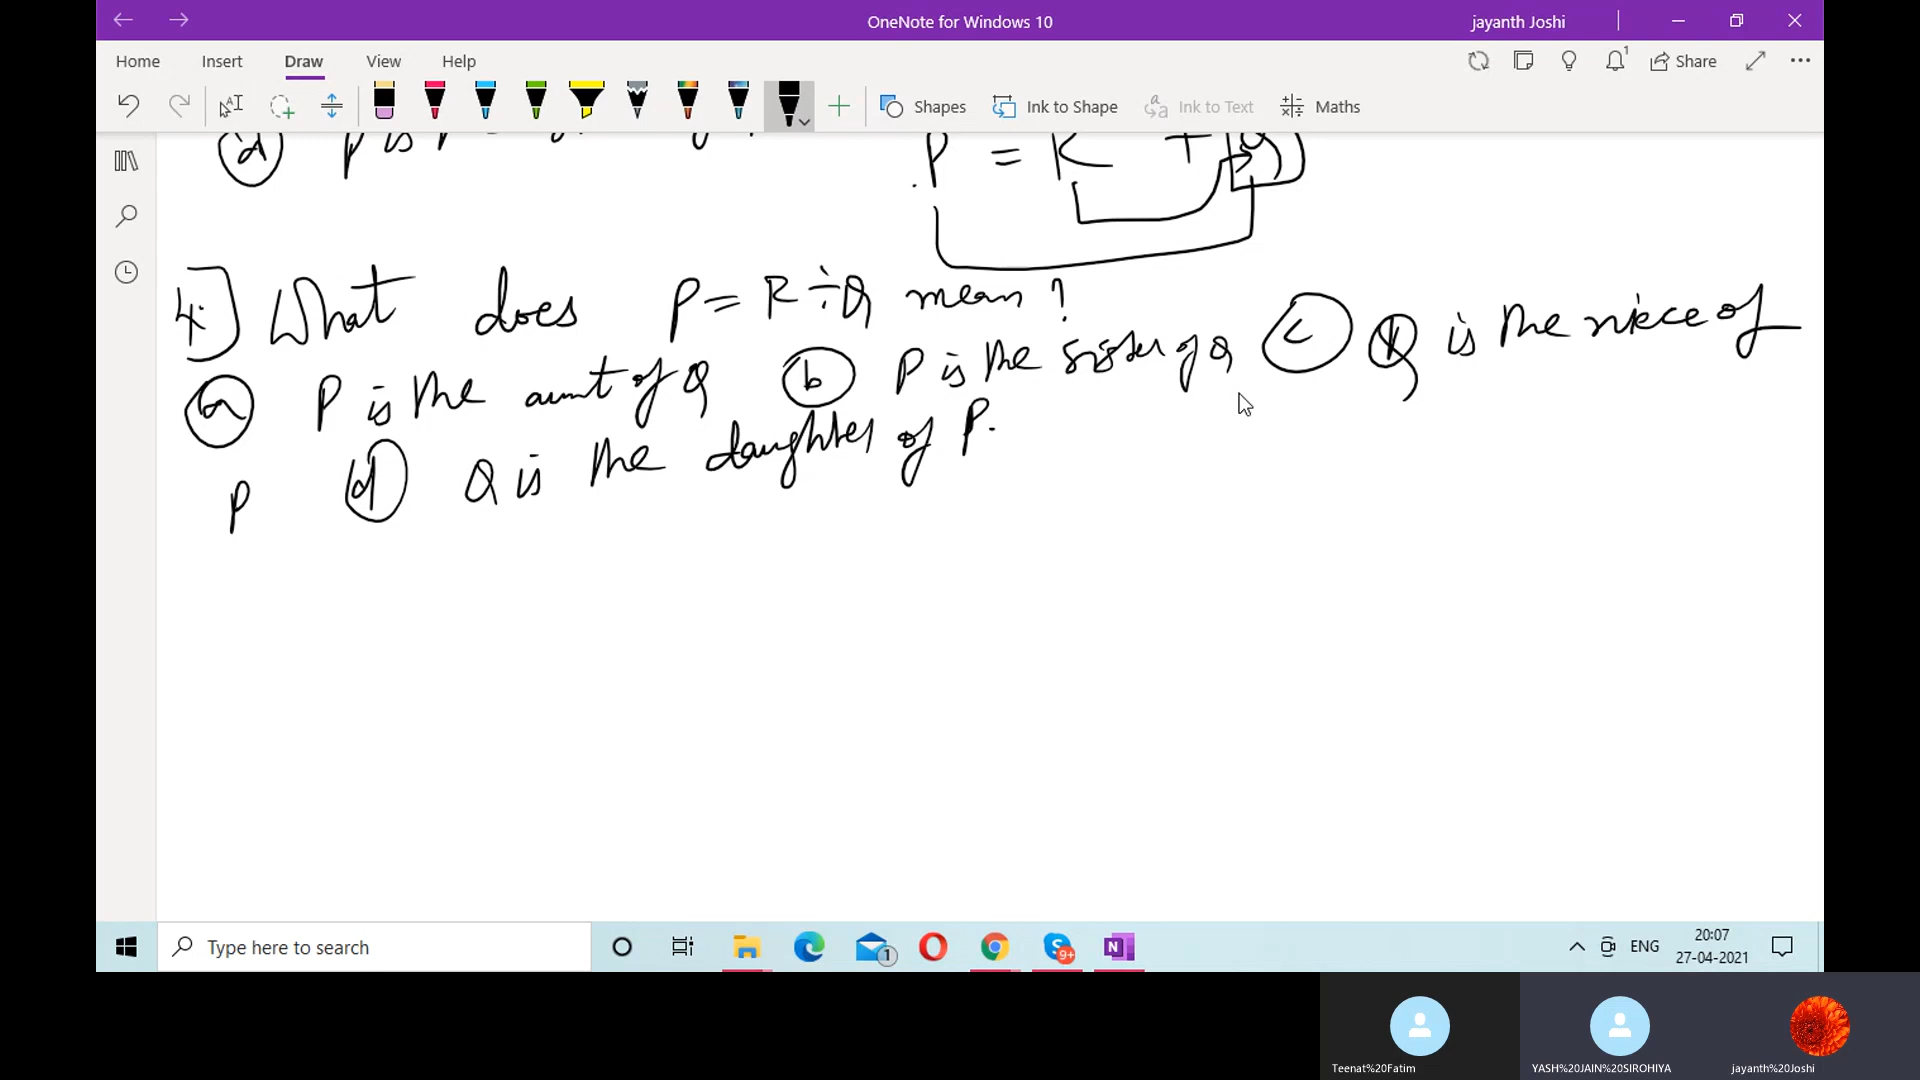 OneNote for Windows 10
jayanth Joshi
Home Insert Draw View Help
Share
Shapes Ink to Shape Ink to Text Maths
d P is
P = R +
4.] What does P = R ÷ Q mean ?
a P is the aunt of Q b P is the sister of Q c Q is the niece of
P d Q is the daughter of P.
Type here to search
1
9+
N
ENG
20:07
27-04-2021
Teenat%20Fatim
YASH%20JAIN%20SIROHIYA
jayanth%20Joshi